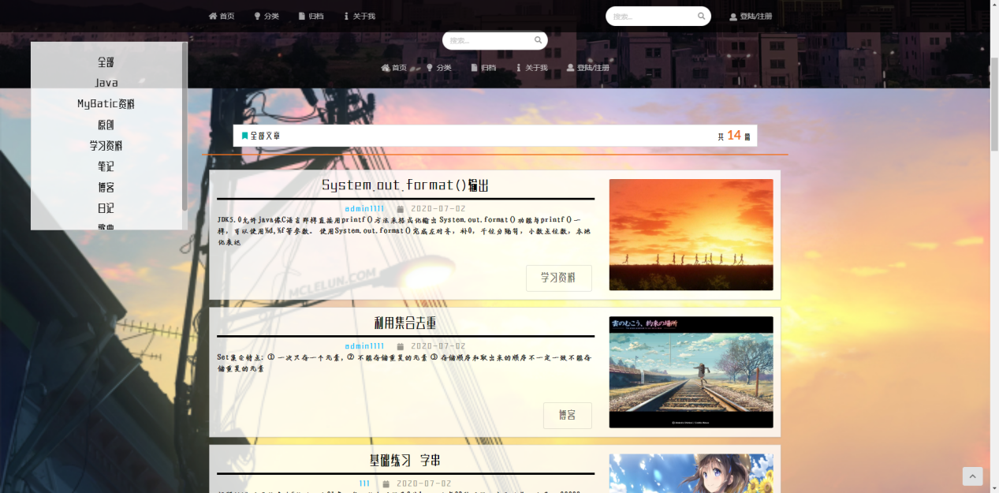 首页 分类 归档 关于我 搜索... 登陆/注册
搜索...
首页 分类 归档 关于我 登陆/注册
全部
Java
MyBatic资料
原创
学习资料
笔记
博客
日记
歌曲
全部文章 共 14 篇
System.out.format()输出
admin1111 2020-07-02
JDK5.0允许java像C语言那样直接用printf()方法来格式化输出 System.out.format()功能与printf()一
样，可以使用%d,%f等参数。 使用System.out.format()完成左对齐，补0，千位分隔符，小数点位数，本地
化表达
学习资料
MCLELUN.COM
利用集合去重
admin1111 2020-07-02
Set集合特点；① 一次只存一个元素，② 不能存储重复的元素 ③ 存储顺序和取出来的顺序不一定一致不能存
储重复的元素
雲のむこう、約束の場所
博客
基础练习 字串
111 2020-07-02